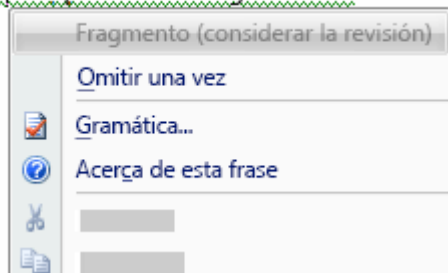 Fragmento (considerar la revisión)
Omitir una vez
Gramática...
Acerca de esta frase